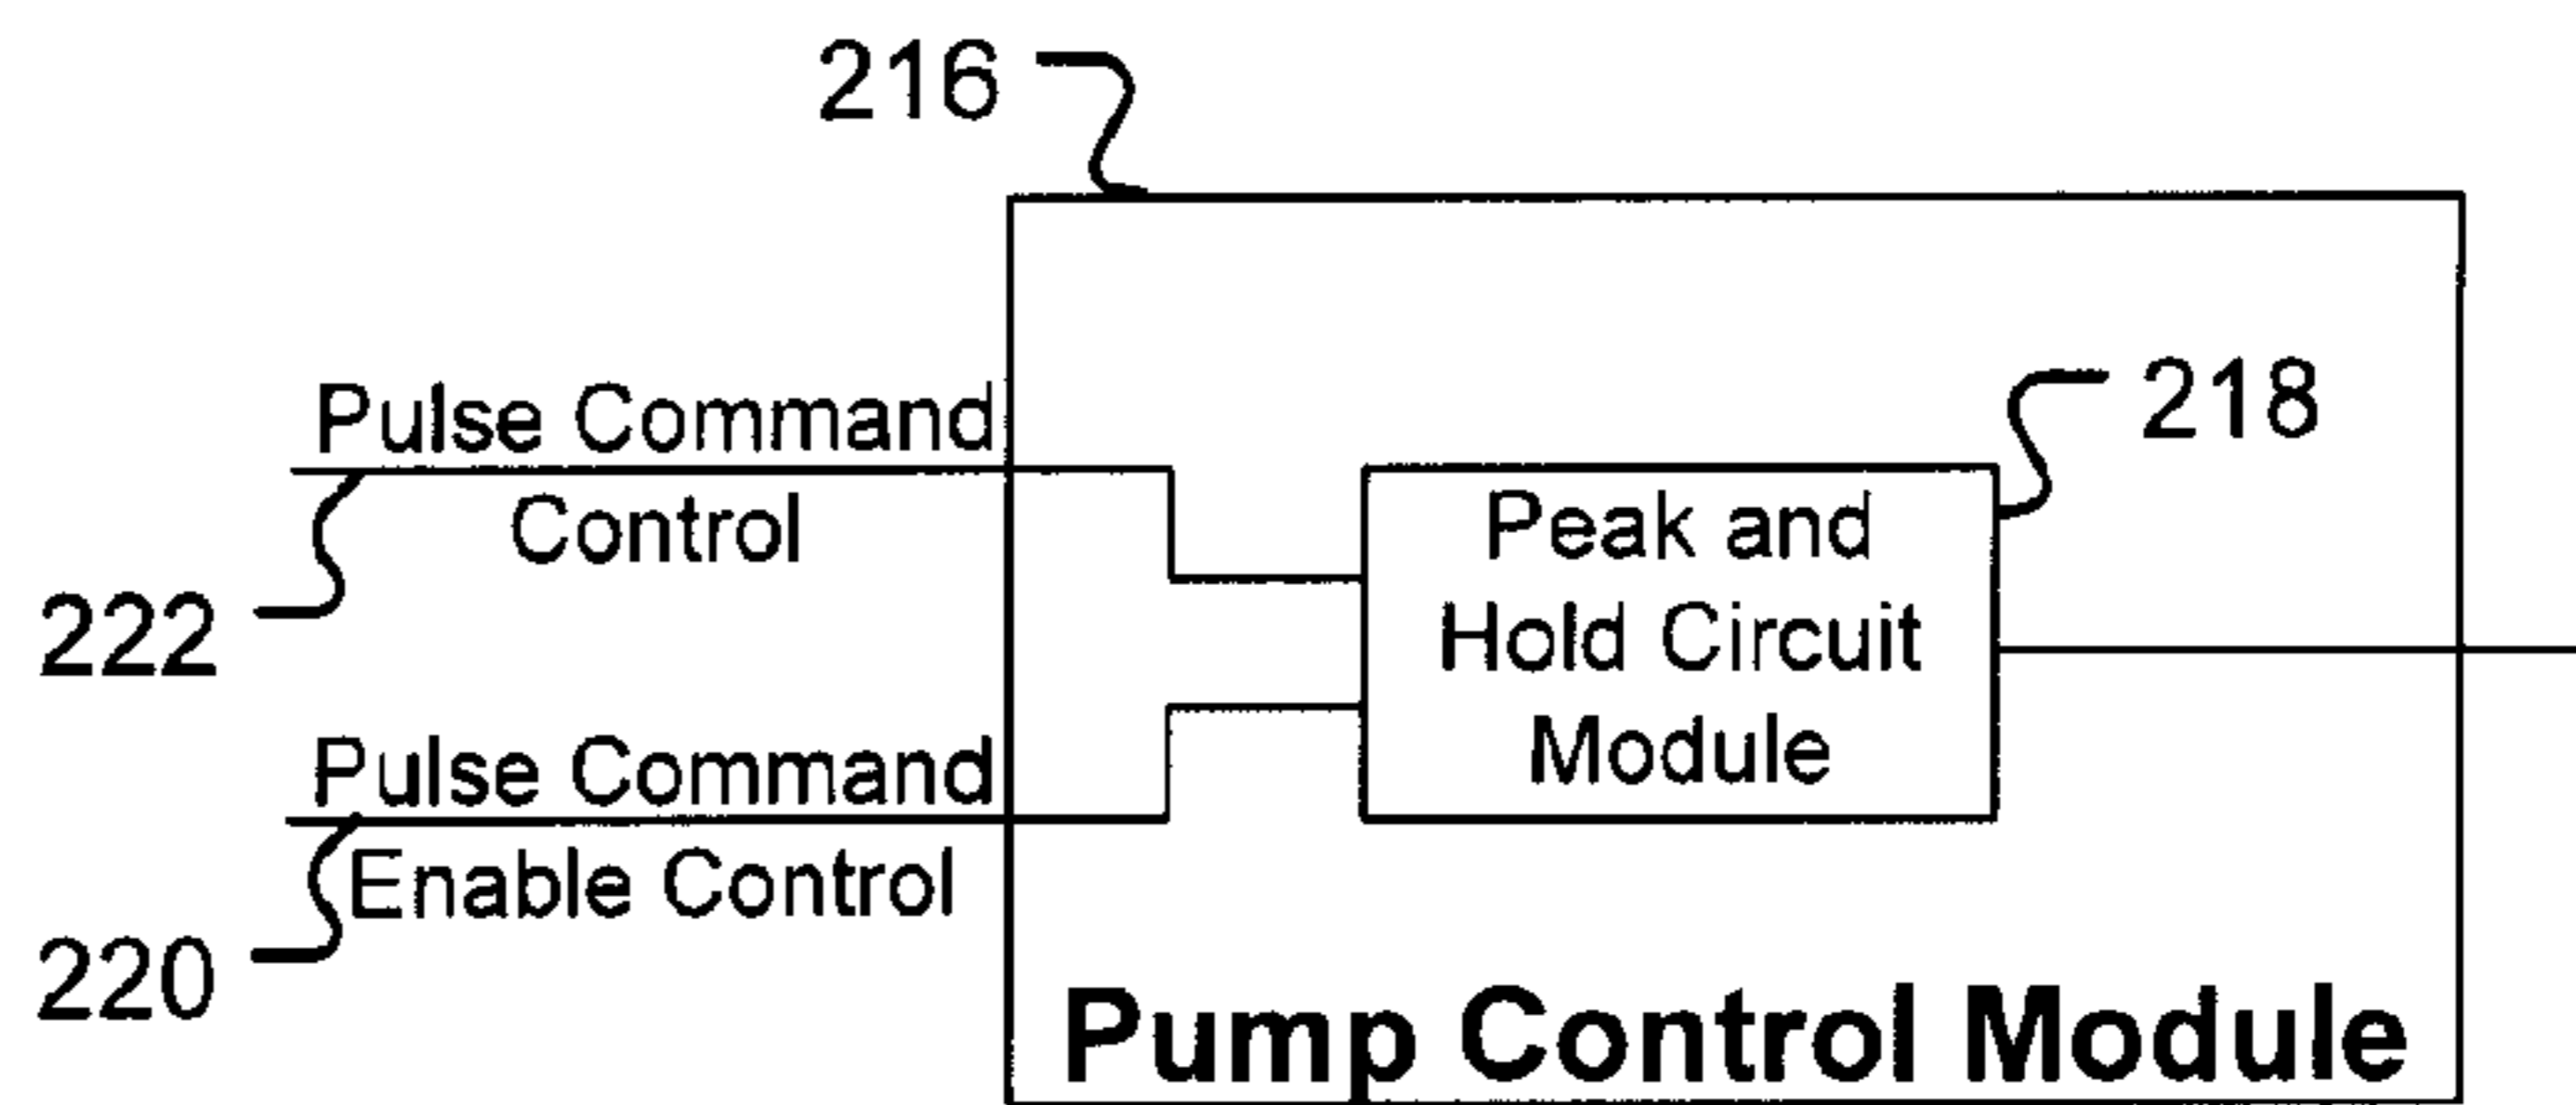 216
Pulse Command
Control
222
218
Peak and
Hold Circuit
Module
Pulse Command
Enable Control
220
Pump Control Module